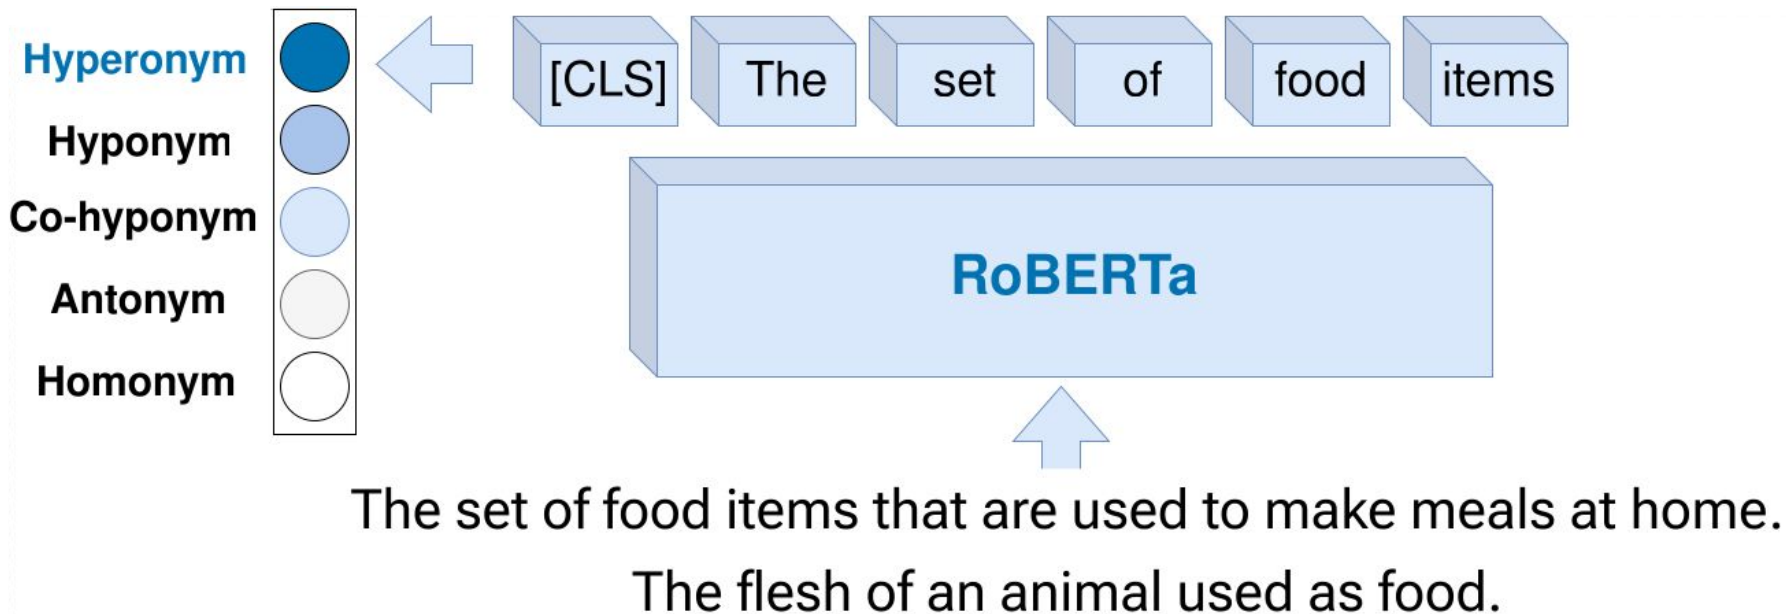 Hyperonym
Hyponym
Co-hyponym
Antonym
Homonym
[CLS] The set of food items
RoBERTa
The set of food items that are used to make meals at home.
The flesh of an animal used as food.